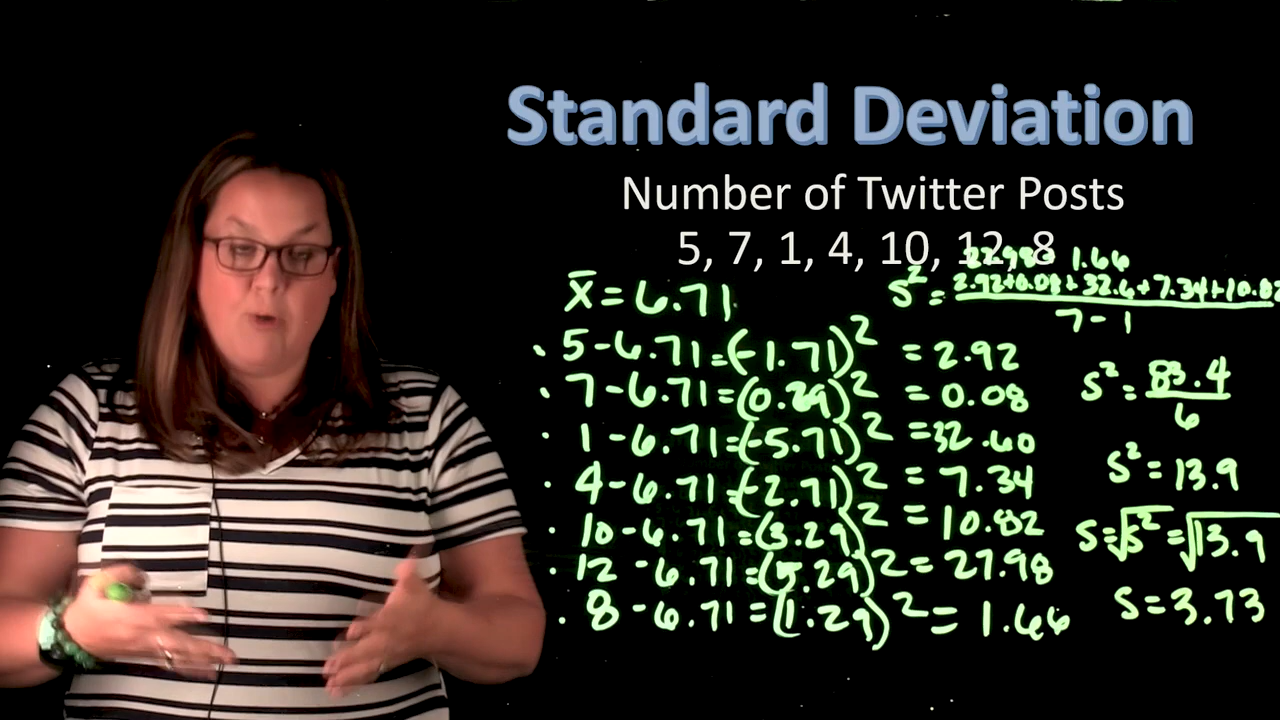 Standard Deviation
Number of Twitter Posts
5, 7, 1, 4, 10, 12, 8
x̄ = 6.71
5 - 6.71 = (-1.71)² = 2.92
7 - 6.71 = (0.29)² = 0.08
1 - 6.71 = (-5.71)² = 32.60
4 - 6.71 = (-2.71)² = 7.34
10 - 6.71 = (3.29)² = 10.82
12 - 6.71 = (5.29)² = 27.98
8 - 6.71 = (1.29)² = 1.66
1.66
s² = 2.92+0.08+32.6+7.34+10.82
7 - 1
s² = 83.4
6
s² = 13.9
s = √s² = √13.9
s = 3.73